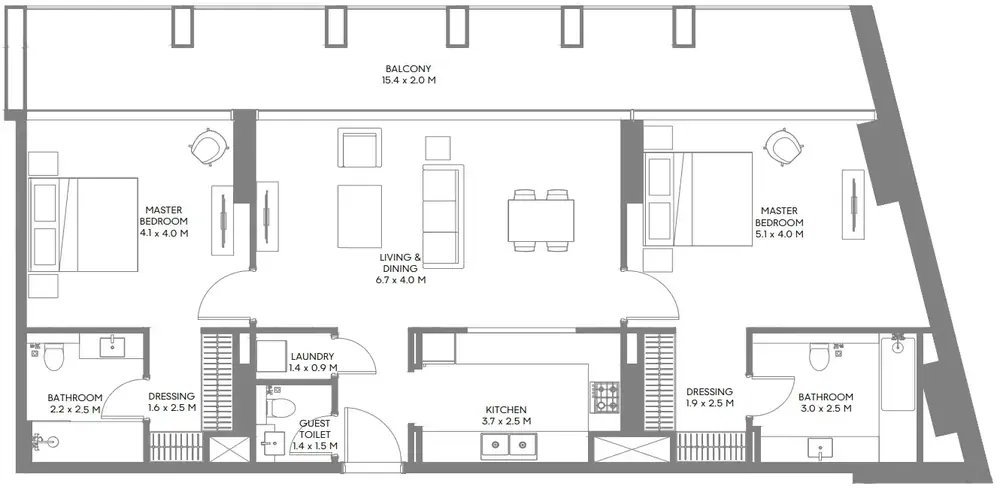 BALCONY
15.4 x 2.0 M
MASTER
BEDROOM
4.1 x 4.0 M
LIVING &
DINING
6.7 x 4.0 M
MASTER
BEDROOM
5.1 x 4.0 M
BATHROOM
2.2 x 2.5 M
DRESSING
1.6 x 2.5 M
LAUNDRY
1.4 x 0.9 M
GUEST
TOILET
1.4 x 1.5 M
KITCHEN
3.7 x 2.5 M
DRESSING
1.9 x 2.5 M
BATHROOM
3.0 x 2.5 M